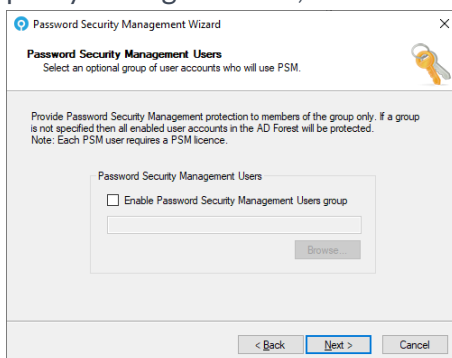 Password Security Management Wizard
Password Security Management Users
Select an optional group of user accounts who will use PSM.
Provide Password Security Management protection to members of the group only. If a group
is not specified then all enabled user accounts in the AD Forest will be protected.
Note: Each PSM user requires a PSM licence.
Password Security Management Users
Enable Password Security Management Users group
Browse...
< Back
Next >
Cancel